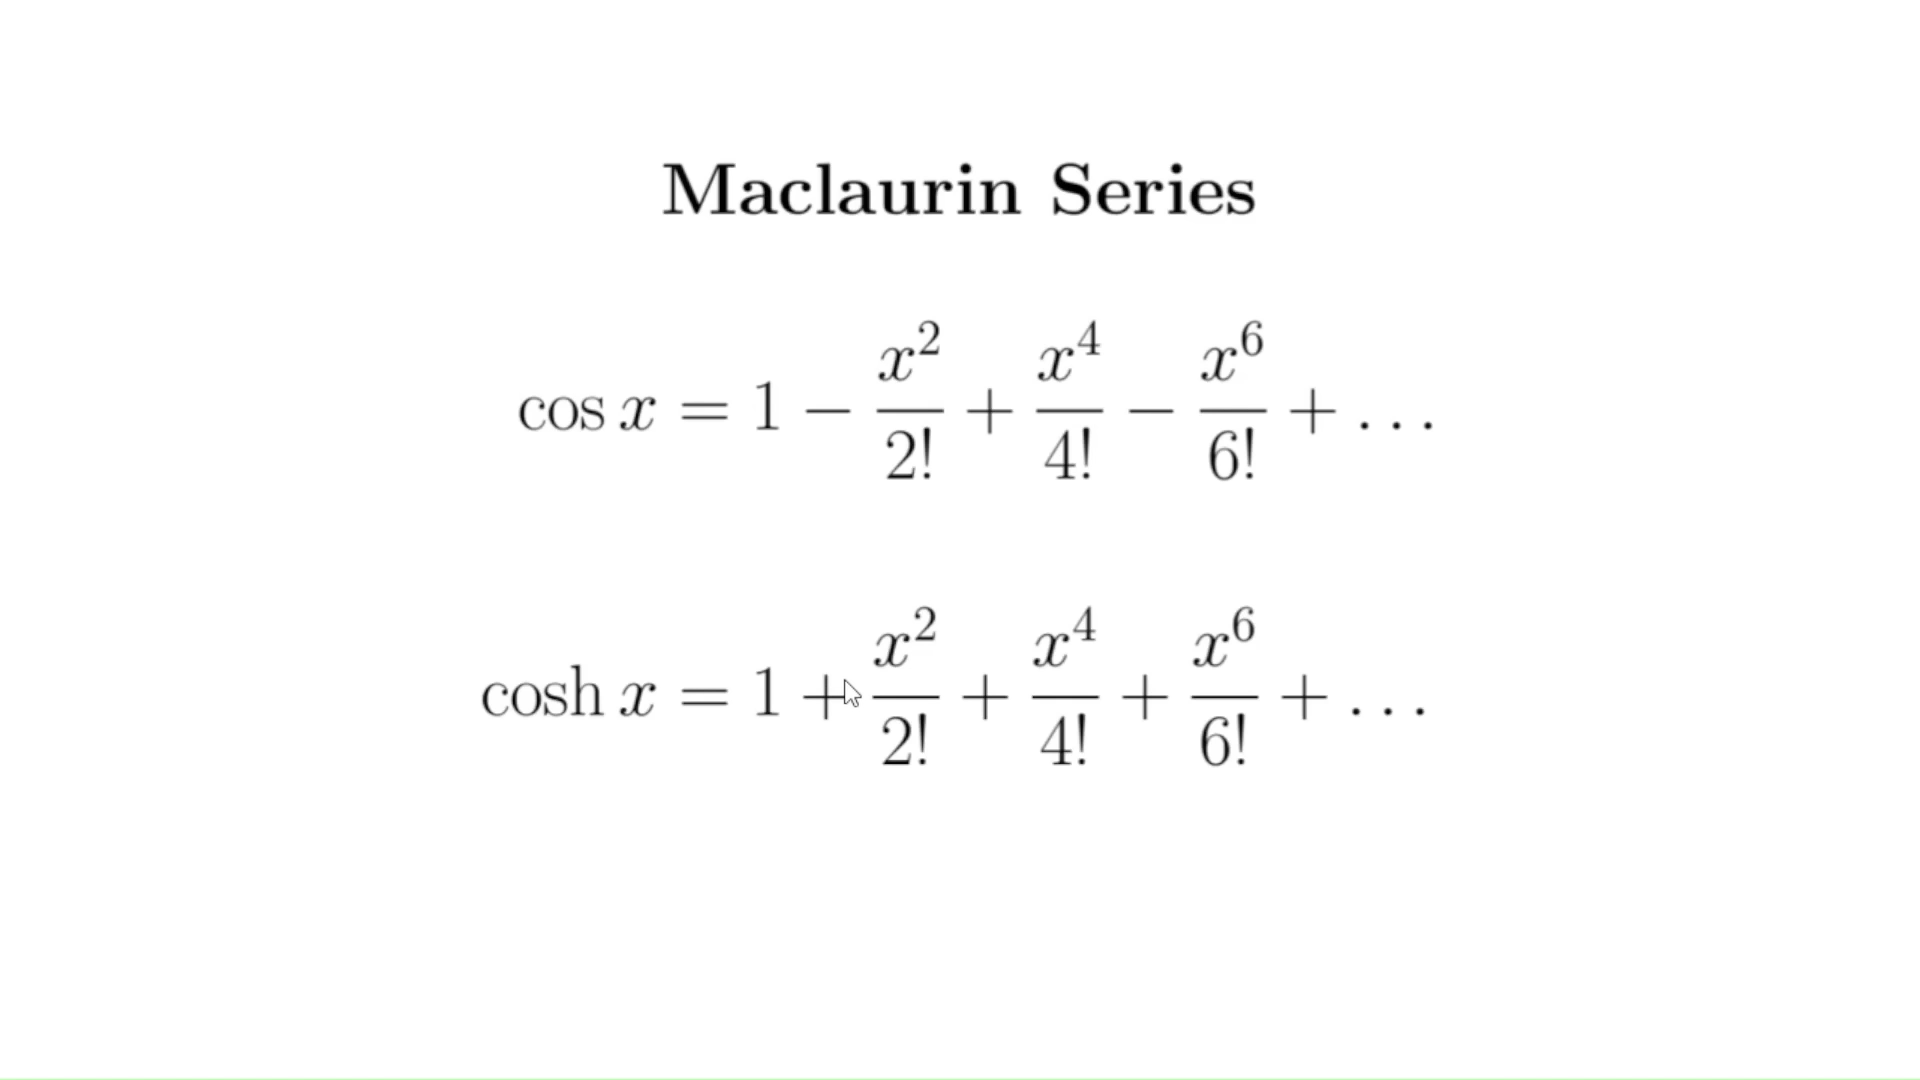 Maclaurin Series
cos x = 1 − x²/2! + x⁴/4! − x⁶/6! + …
cosh x = 1 + x²/2! + x⁴/4! + x⁶/6! + …